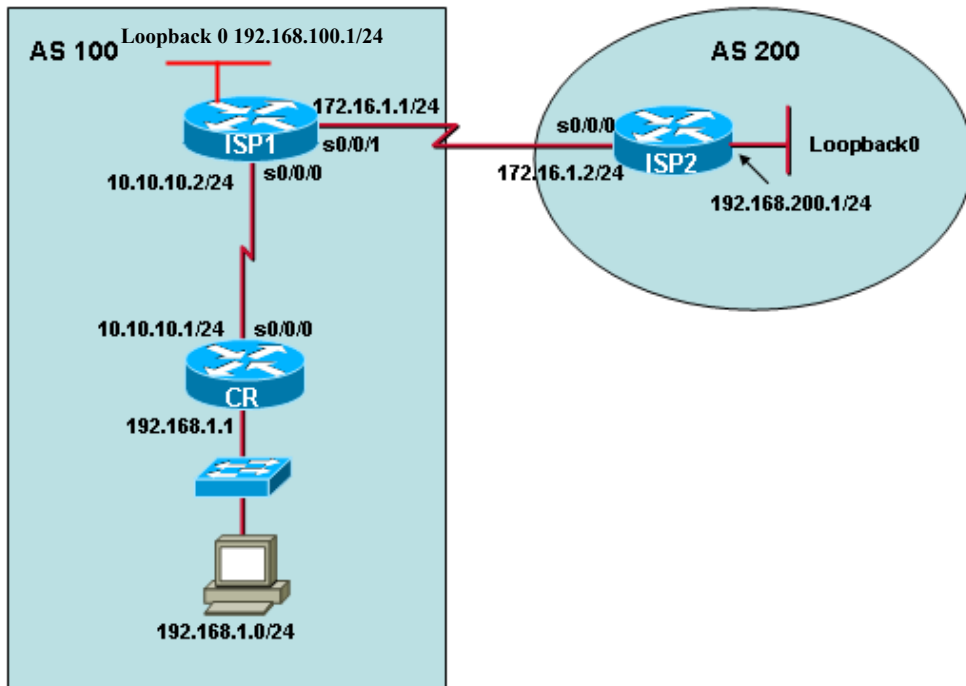 Loopback 0 192.168.100.1/24
AS 100
AS 200
172.16.1.1/24
s0/0/0
ISP1
s0/0/1
ISP2
Loopback0
10.10.10.2/24
s0/0/0
172.16.1.2/24
192.168.200.1/24
10.10.10.1/24
s0/0/0
CR
192.168.1.1
192.168.1.0/24